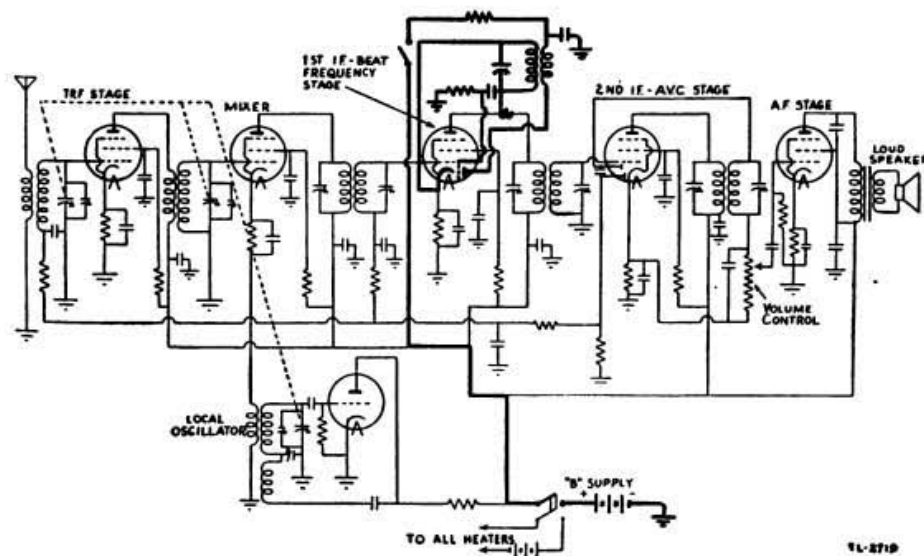 1ST I.F.-BEAT
FREQUENCY
STAGE
TRF STAGE
MIXER
2ND I.F.-AVC STAGE
A.F. STAGE
LOUD
SPEAKER
VOLUME
CONTROL
LOCAL
OSCILLATOR
"B" SUPPLY
+ -
TO ALL HEATERS
TL-2719